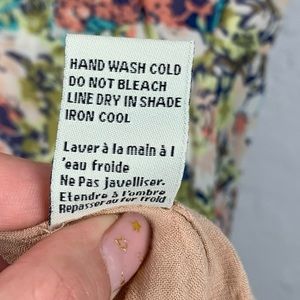 HAND WASH COLD
DO NOT BLEACH
LINE DRY IN SHADE
IRON COOL
Laver à la main à l
'eau froide
Ne Pas javelliser.
Etendre à l'ombre
Repasser au fer froid